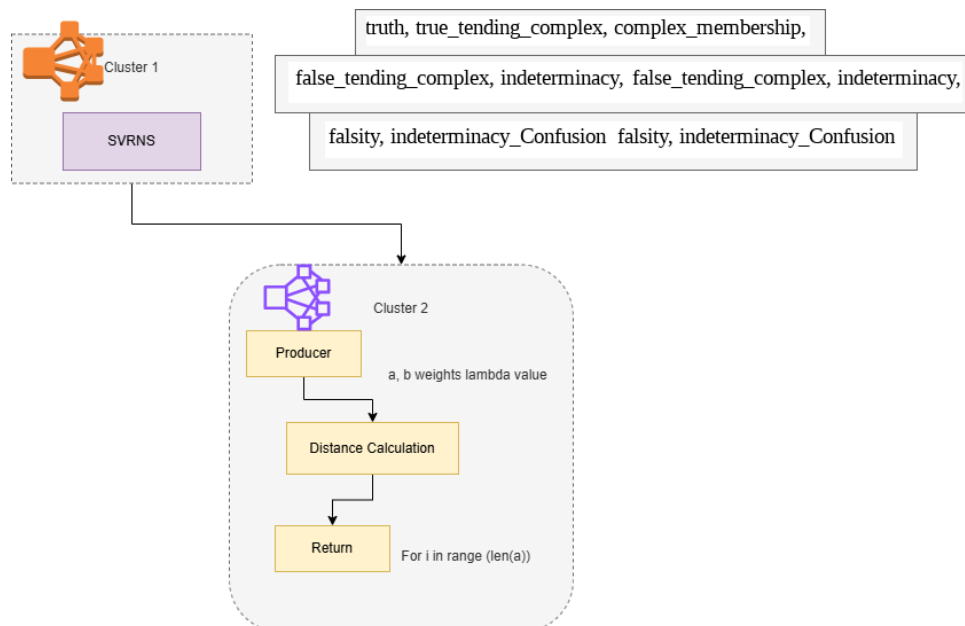 truth, true_tending_complex, complex_membership,
false_tending_complex, indeterminacy, false_tending_complex, indeterminacy,
falsity, indeterminacy_Confusion falsity, indeterminacy_Confusion
Cluster 1
SVRNS
Cluster 2
Producer
a, b weights lambda value
Distance Calculation
Return
For i in range (len(a))